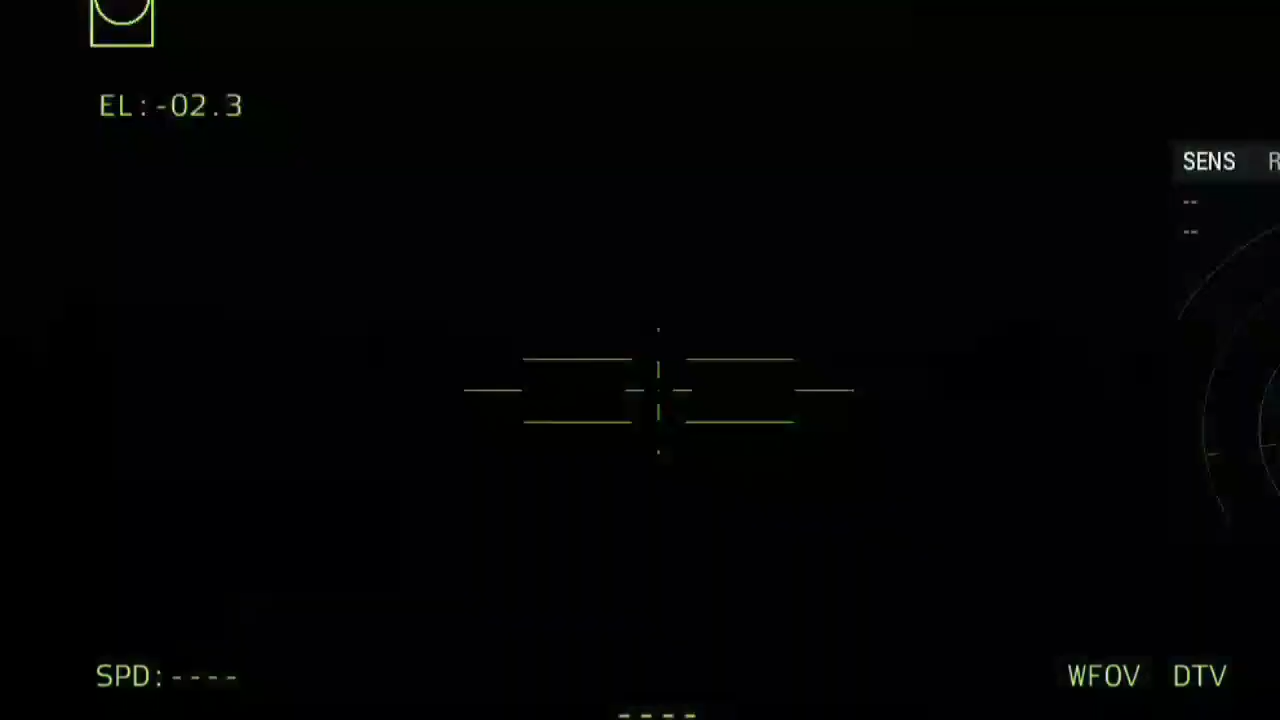 EL:-02.3
SENS R
--
--
SPD:---- WFOV DTV
----